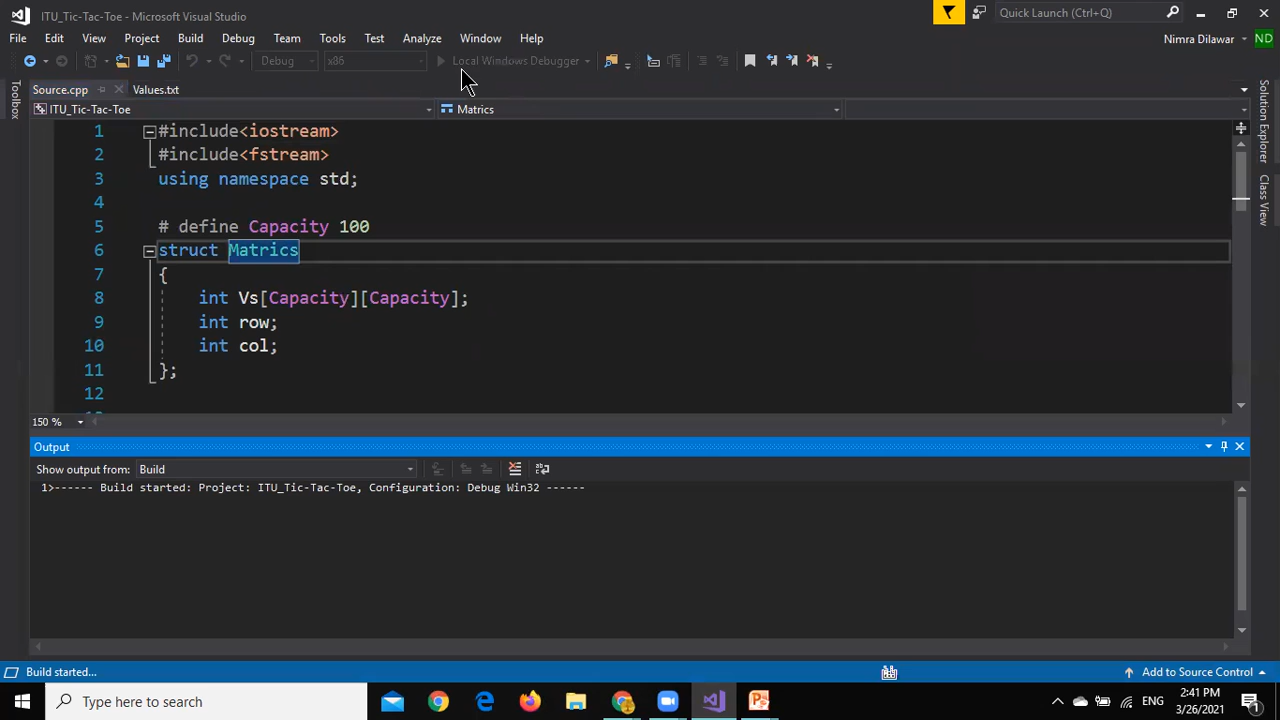 ITU_Tic-Tac-Toe - Microsoft Visual Studio
Quick Launch (Ctrl+Q)
File Edit View Project Build Debug Team Tools Test Analyze Window Help
Nimra Dilawar ND
Debug x86 Local Windows Debugger
Source.cpp Values.txt
ITU_Tic-Tac-Toe Matrics
Toolbox
Solution Explorer
Class View
1 #include<iostream>
2 #include<fstream>
3 using namespace std;
4
5 # define Capacity 100
6 struct Matrics
7 {
8 int Vs[Capacity][Capacity];
9 int row;
10 int col;
11 };
12
150 %
Output
Show output from: Build
1>------ Build started: Project: ITU_Tic-Tac-Toe, Configuration: Debug Win32 ------
Build started...
Add to Source Control
Type here to search
ENG
2:41 PM
3/26/2021
1